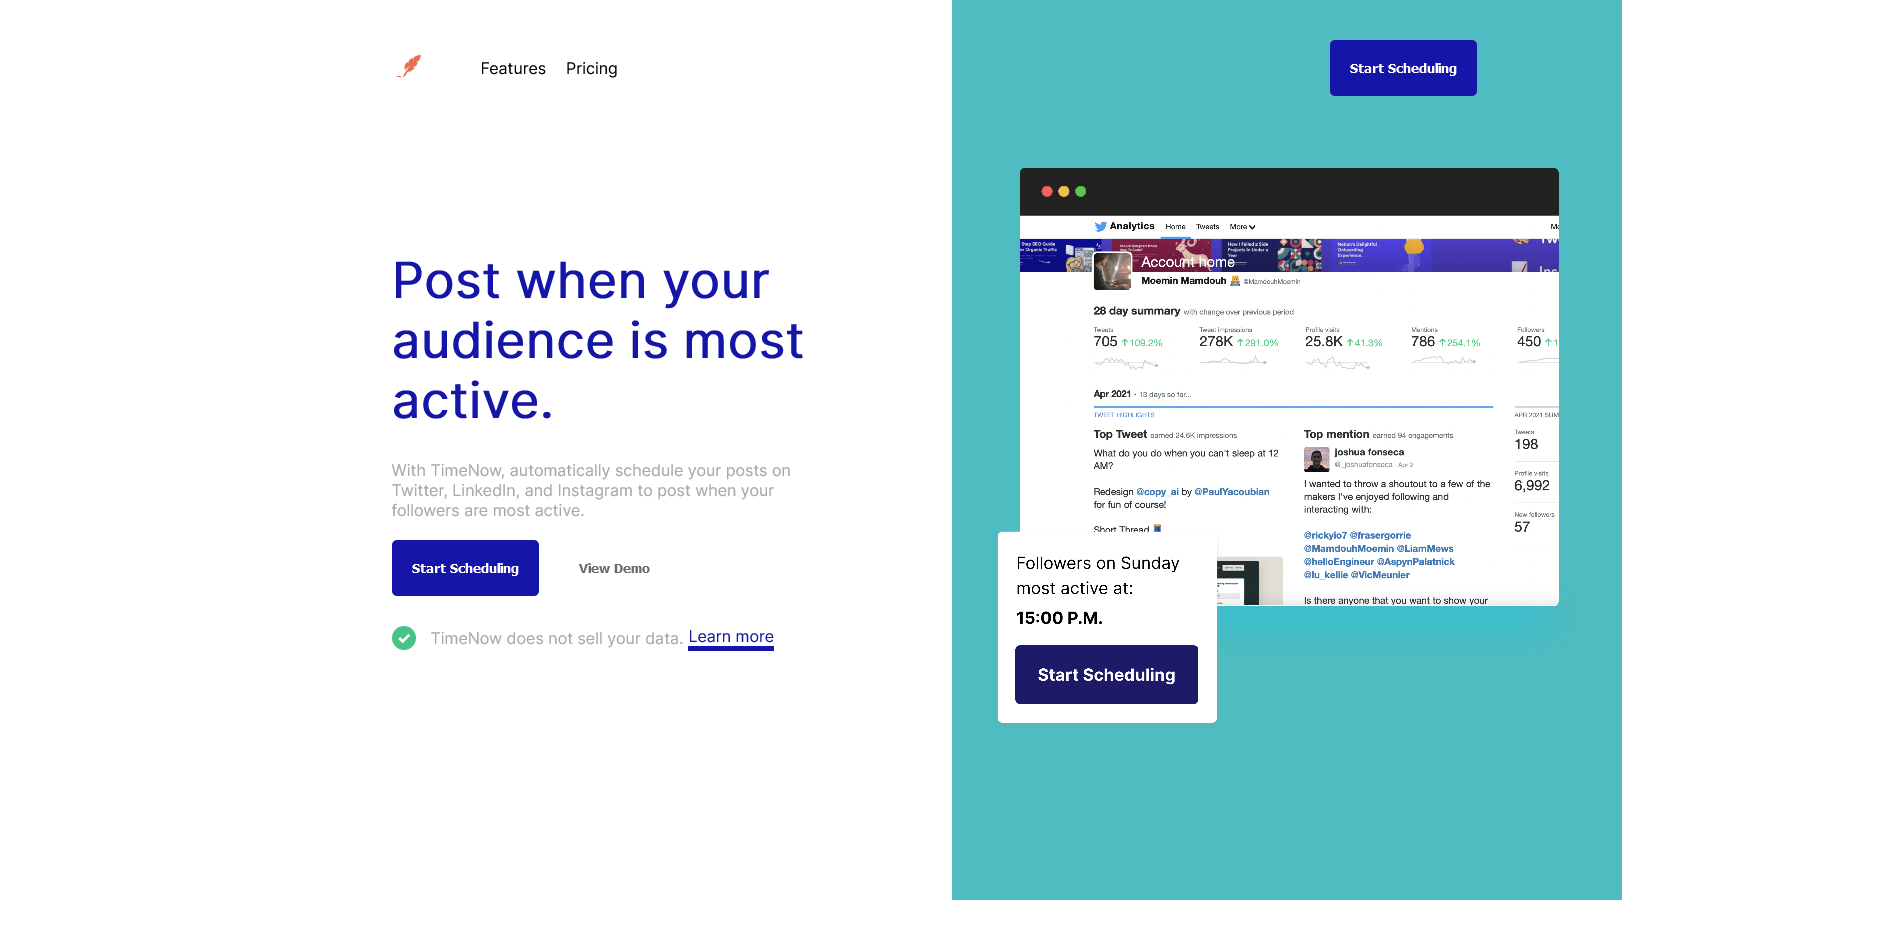 Features Pricing
Start Scheduling
Post when your
audience is most
active.
With TimeNow, automatically schedule your posts on
Twitter, LinkedIn, and Instagram to post when your
followers are most active.
Start Scheduling View Demo
TimeNow does not sell your data. Learn more
Analytics Home Tweets More
Account home
Moemin Mamdouh @MamdouhMoemin
28 day summary with change over previous period
Tweets Tweet impressions Profile visits Mentions Followers
705 ↑109.2% 278K ↑291.0% 25.8K ↑41.3% 786 ↑254.1% 450 ↑1
Apr 2021 • 13 days so far...
TWEET HIGHLIGHTS
Top Tweet earned 24.6K impressions
What do you do when you can't sleep at 12
AM?
Redesign @copy_ai by @PaulYacoubian
for fun of course!
Short Thread
Top mention earned 94 engagements
joshua fonseca
@_joshuafonseca · Apr 2
I wanted to throw a shoutout to a few of the
makers I've enjoyed following and
interacting with:
@rickyio7 @frasergorrie
@MamdouhMoemin @LiamMews
@helloEngineur @AspynPalatnick
@lu_kellie @VicMeunier
Is there anyone that you want to show your
APR 2021 SUM
Tweets
198
Profile visits
6,992
New followers
57
Followers on Sunday
most active at:
15:00 P.M.
Start Scheduling